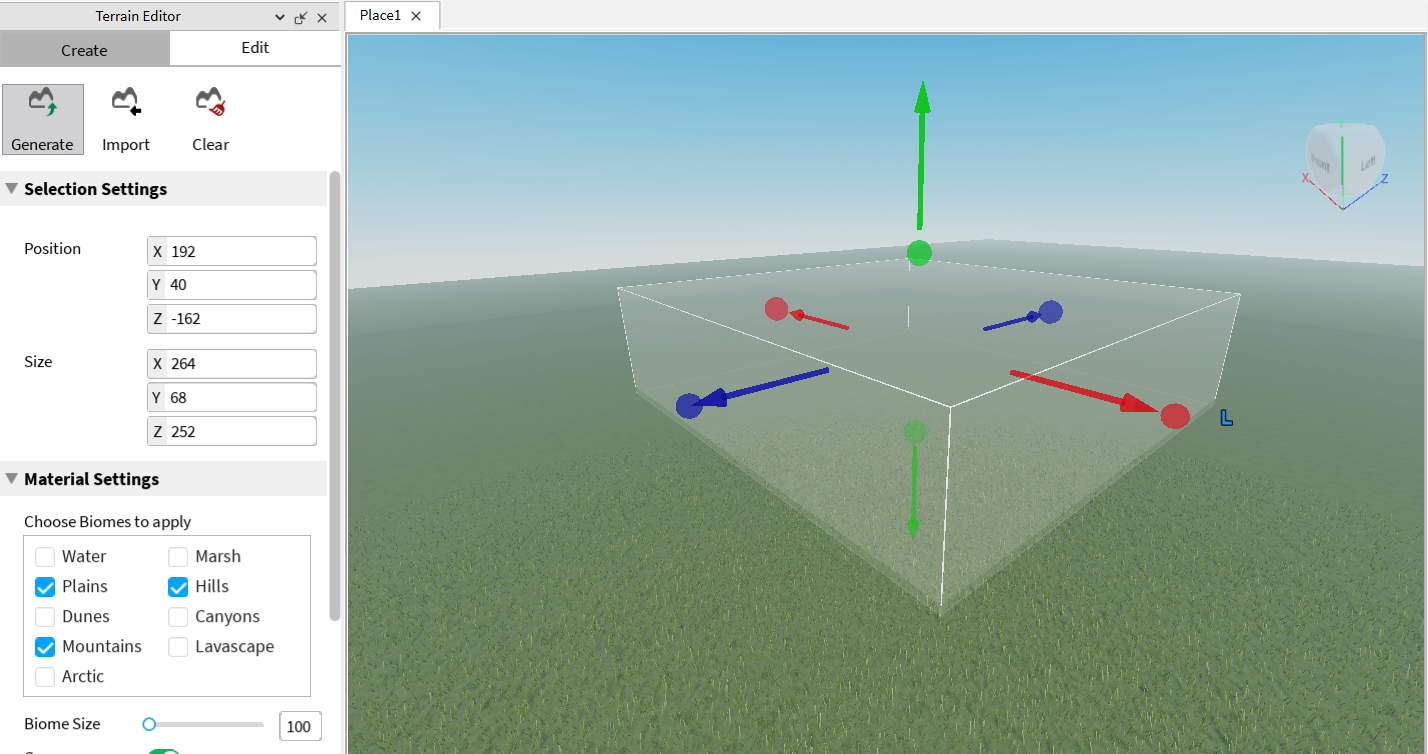 Terrain Editor
Place1
Create
Edit
Generate
Import
Clear
Selection Settings
Position
X 192
Y 40
Z -162
Size
X 264
Y 68
Z 252
Material Settings
Choose Biomes to apply
Water
Marsh
Plains
Hills
Dunes
Canyons
Mountains
Lavascape
Arctic
Biome Size
100
Left
X
Z
L